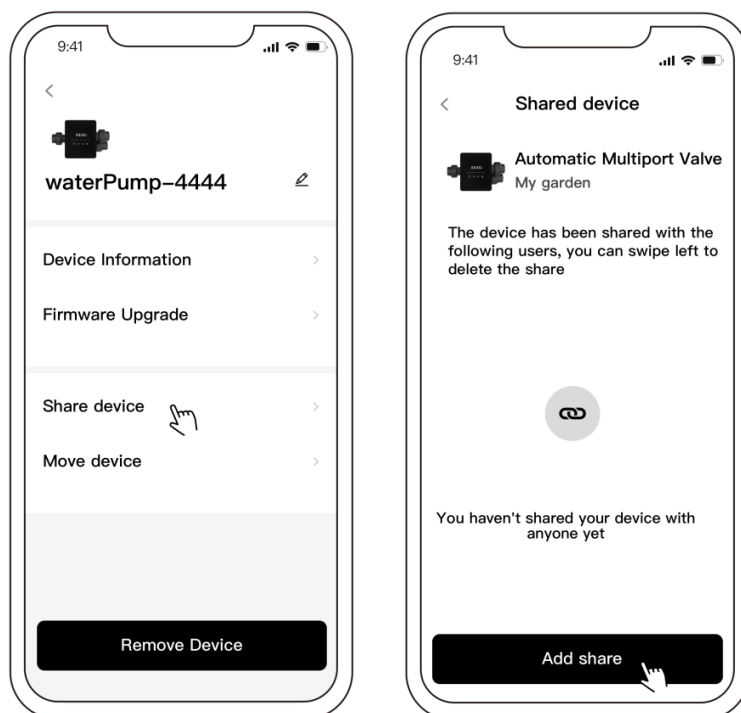 9:41
waterPump-4444
Device Information
Firmware Upgrade
Share device
Move device
Remove Device
9:41
Shared device
Automatic Multiport Valve
My garden
The device has been shared with the
following users, you can swipe left to
delete the share
You haven't shared your device with
anyone yet
Add share